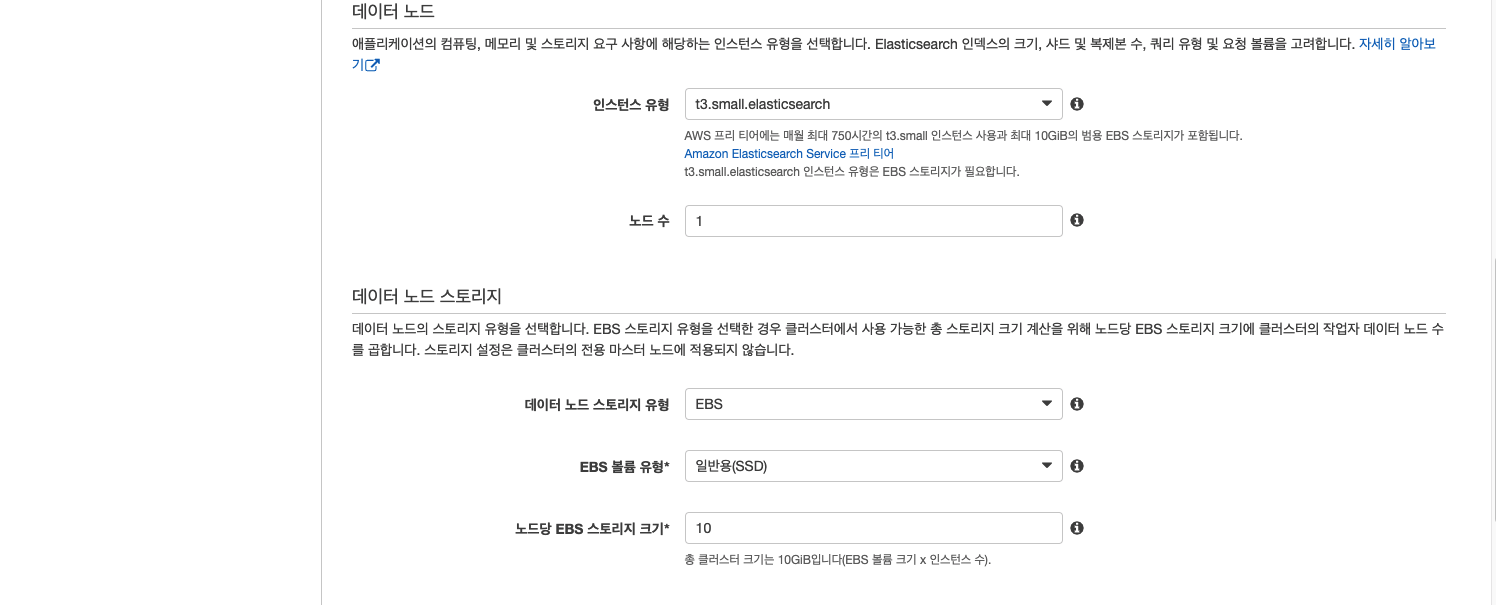 데이터 노드
애플리케이션의 컴퓨팅, 메모리 및 스토리지 요구 사항에 해당하는 인스턴스 유형을 선택합니다. Elasticsearch 인덱스의 크기, 샤드 및 복제본 수, 쿼리 유형 및 요청 볼륨을 고려합니다. 자세히 알아보
기
인스턴스 유형 t3.small.elasticsearch
AWS 프리 티어에는 매월 최대 750시간의 t3.small 인스턴스 사용과 최대 10GiB의 범용 EBS 스토리지가 포함됩니다.
Amazon Elasticsearch Service 프리 티어
t3.small.elasticsearch 인스턴스 유형은 EBS 스토리지가 필요합니다.
노드 수 1
데이터 노드 스토리지
데이터 노드의 스토리지 유형을 선택합니다. EBS 스토리지 유형을 선택한 경우 클러스터에서 사용 가능한 총 스토리지 크기 계산을 위해 노드당 EBS 스토리지 크기에 클러스터의 작업자 데이터 노드 수
를 곱합니다. 스토리지 설정은 클러스터의 전용 마스터 노드에 적용되지 않습니다.
데이터 노드 스토리지 유형 EBS
EBS 볼륨 유형* 일반용(SSD)
노드당 EBS 스토리지 크기* 10
총 클러스터 크기는 10GiB입니다(EBS 볼륨 크기 x 인스턴스 수).